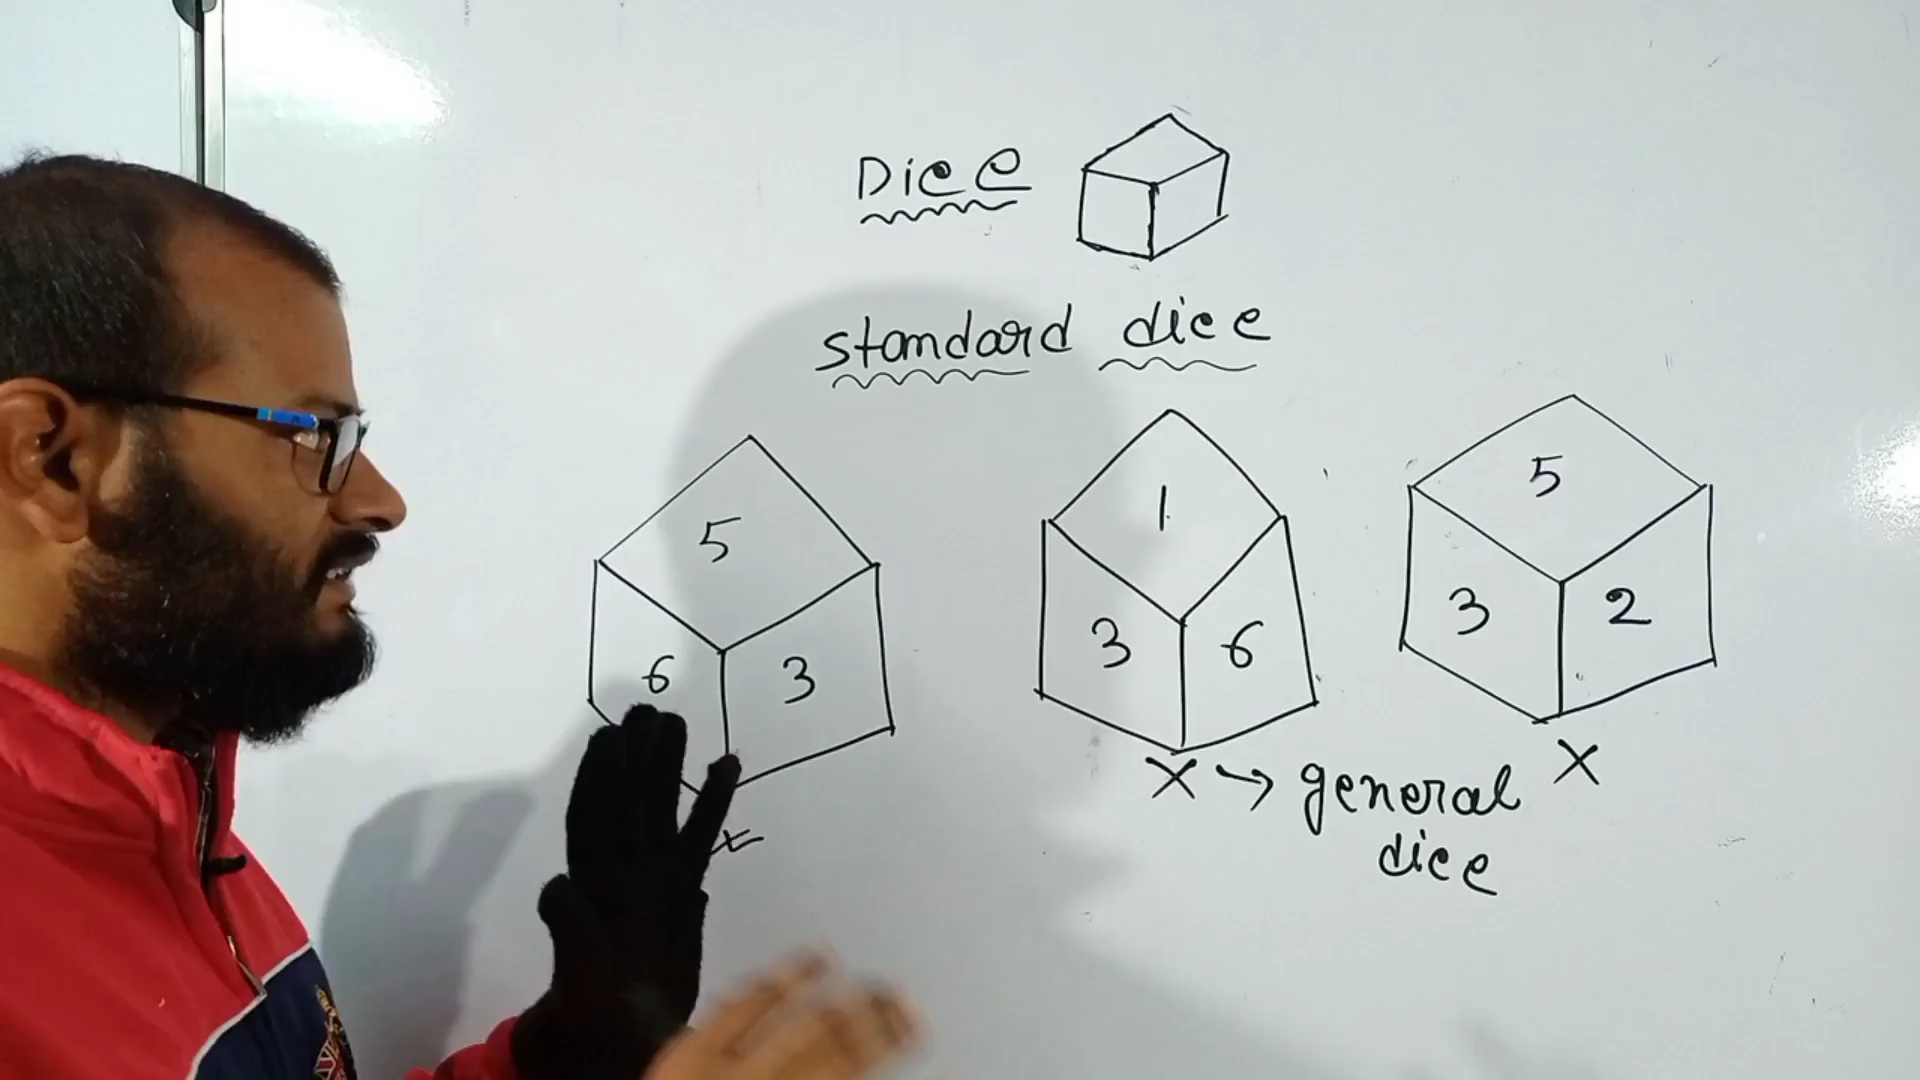 Dice
standard dice
5
6 3
1
3 6
5
3 2
X → general X
dice